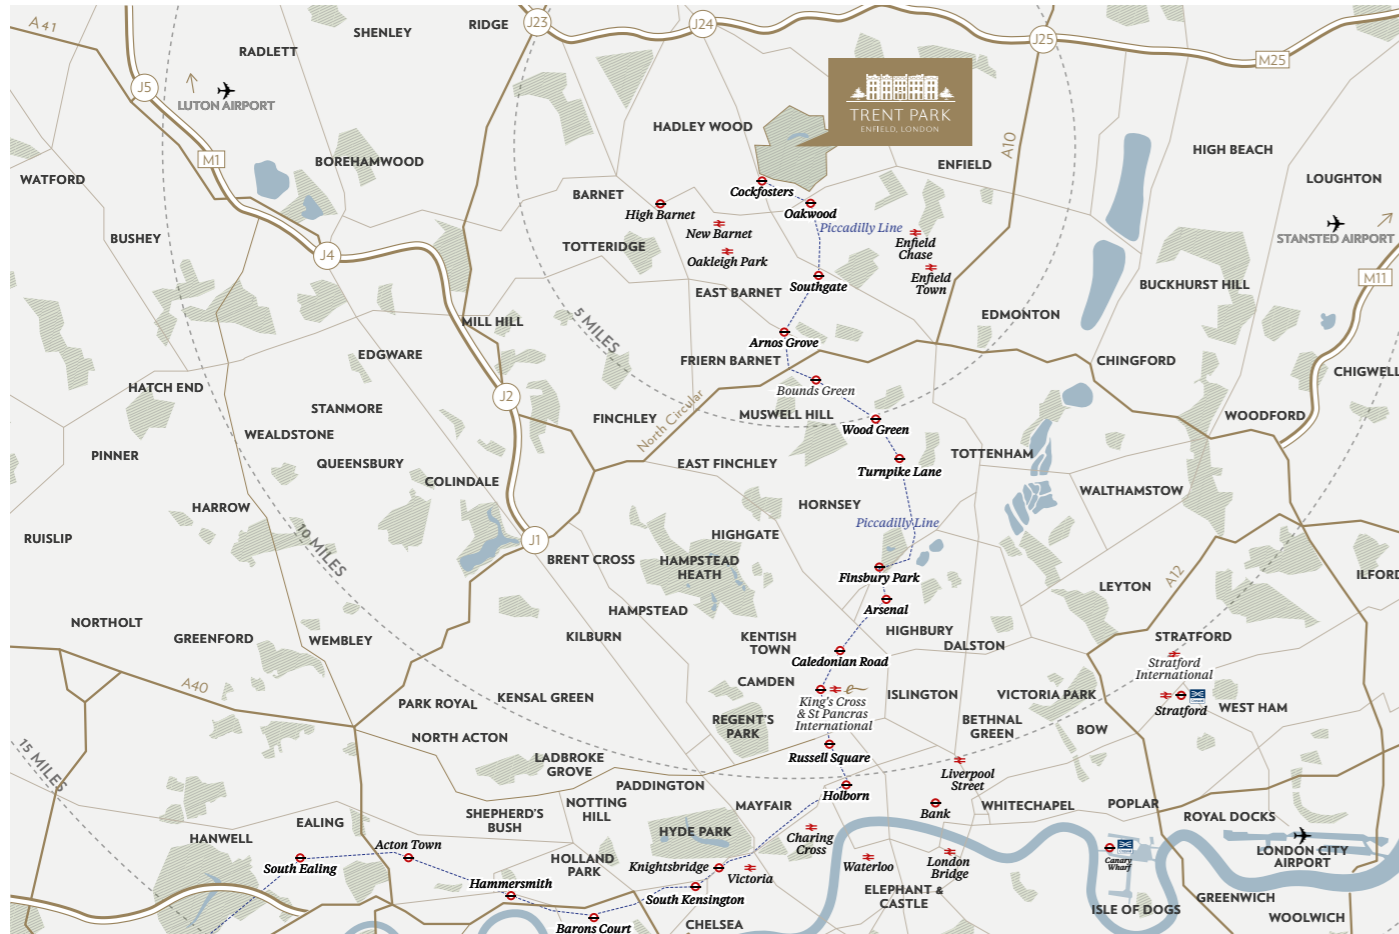 A41
SHENLEY
RIDGE
J23
J24
J25
M25
RADLETT
J5
LUTON AIRPORT
TRENT PARK
ENFIELD, LONDON
HADLEY WOOD
A10
M1
BOREHAMWOOD
ENFIELD
HIGH BEACH
WATFORD
LOUGHTON
BARNET
Cockfosters
High Barnet
Oakwood
New Barnet
Piccadilly Line
BUSHEY
TOTTERIDGE
Enfield
Chase
STANSTED AIRPORT
J4
Oakleigh Park
Enfield
Town
M11
EAST BARNET
Southgate
BUCKHURST HILL
MILL HILL
5 MILES
EDMONTON
Arnos Grove
EDGWARE
FRIERN BARNET
CHINGFORD
CHIGWELL
HATCH END
J2
Bounds Green
STANMORE
FINCHLEY
North Circular
MUSWELL HILL
WOODFORD
WEALDSTONE
Wood Green
PINNER
QUEENSBURY
EAST FINCHLEY
Turnpike Lane
TOTTENHAM
COLINDALE
WALTHAMSTOW
HARROW
HORNSEY
Piccadilly Line
RUISLIP
10 MILES
J1
HIGHGATE
BRENT CROSS
HAMPSTEAD
HEATH
Finsbury Park
A12
ILFORD
LEYTON
HAMPSTEAD
Arsenal
NORTHOLT
GREENFORD
WEMBLEY
KILBURN
KENTISH
TOWN
HIGHBURY
DALSTON
STRATFORD
Caledonian Road
Stratford
International
A40
CAMDEN
PARK ROYAL
KENSAL GREEN
King's Cross
& St Pancras
International
ISLINGTON
VICTORIA PARK
Stratford
WEST HAM
REGENT'S
PARK
BETHNAL
GREEN
BOW
NORTH ACTON
15 MILES
LADBROKE
GROVE
Russell Square
Liverpool
Street
PADDINGTON
Holborn
NOTTING
HILL
MAYFAIR
WHITECHAPEL
POPLAR
SHEPHERD'S
BUSH
Bank
ROYAL DOCKS
EALING
HANWELL
HYDE PARK
Charing
Cross
Acton Town
LONDON CITY
AIRPORT
South Ealing
HOLLAND
PARK
Knightsbridge
Victoria
Waterloo
London
Bridge
Canary
Wharf
Hammersmith
South Kensington
ELEPHANT &
CASTLE
ISLE OF DOGS
GREENWICH
Barons Court
CHELSEA
WOOLWICH